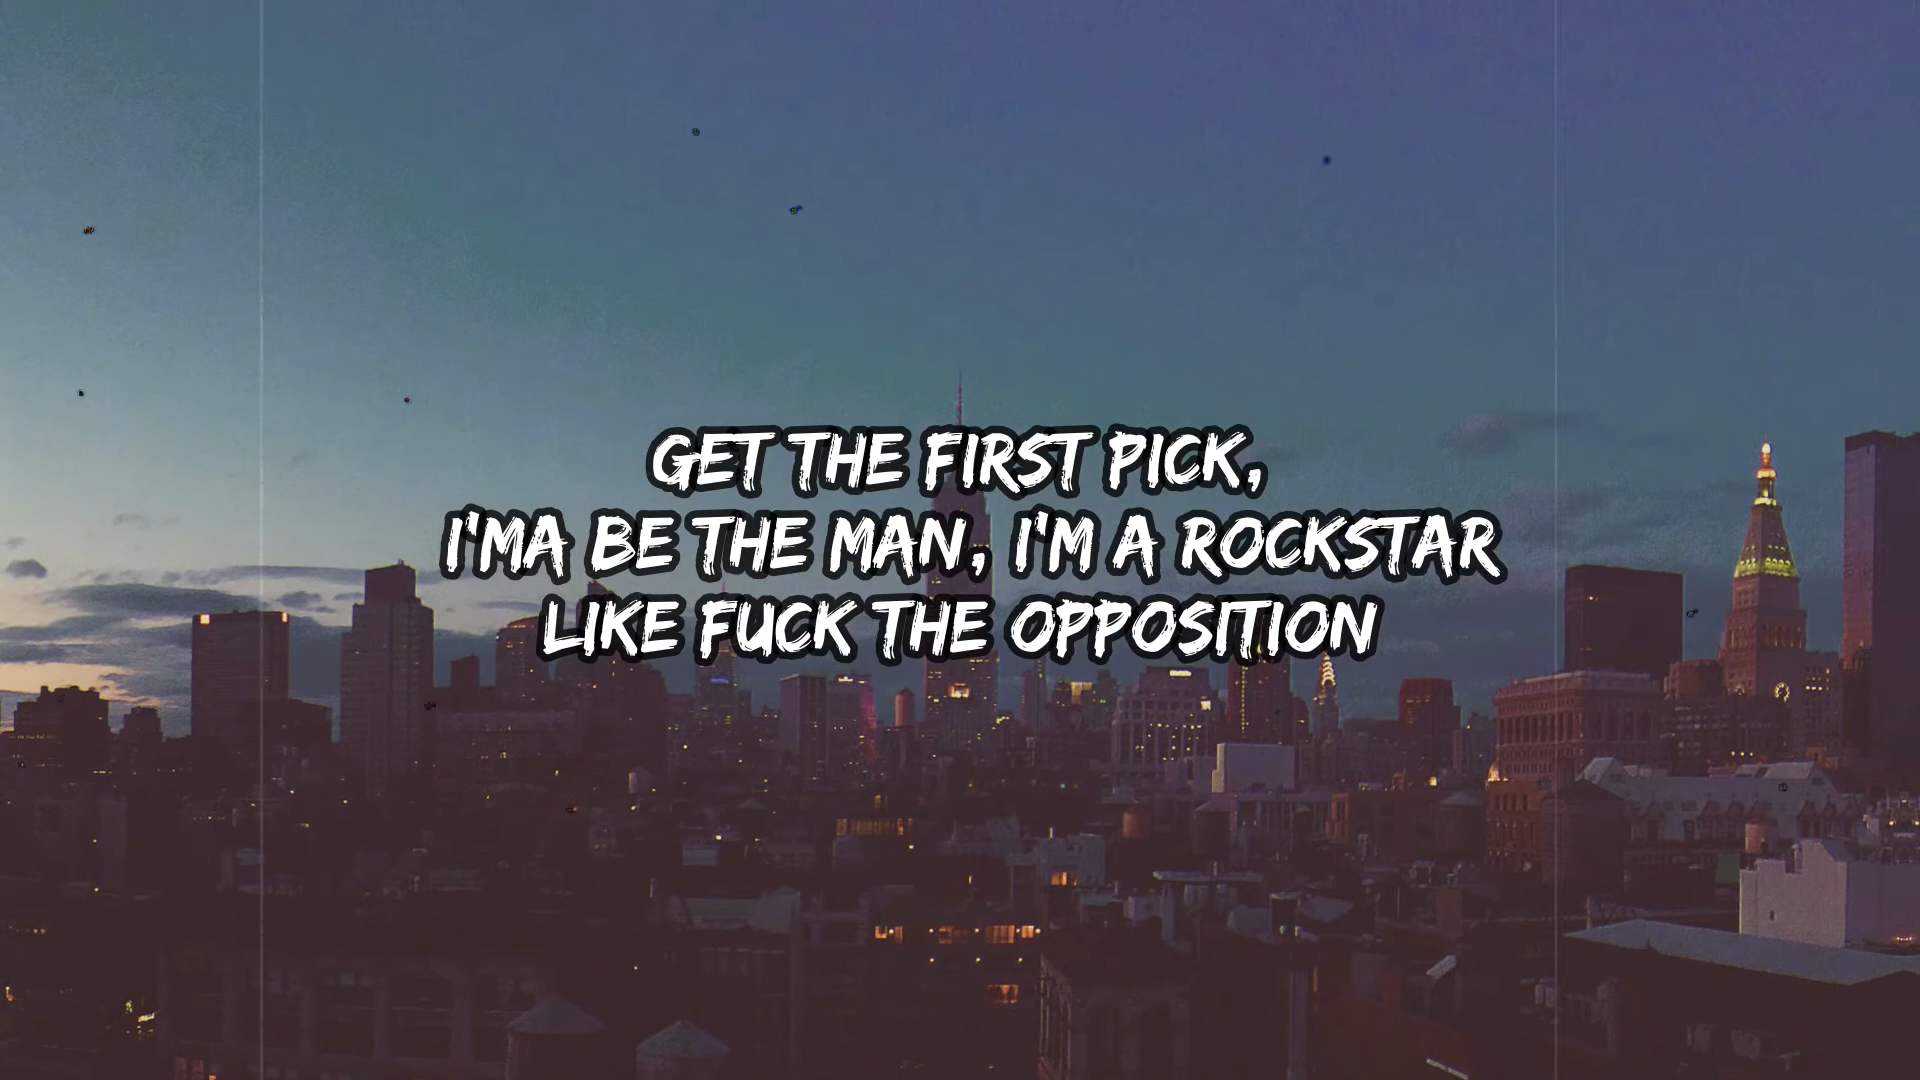 GET THE FIRST PICK,
I'MA BE THE MAN, I'M A ROCKSTAR
LIKE FUCK THE OPPOSITION